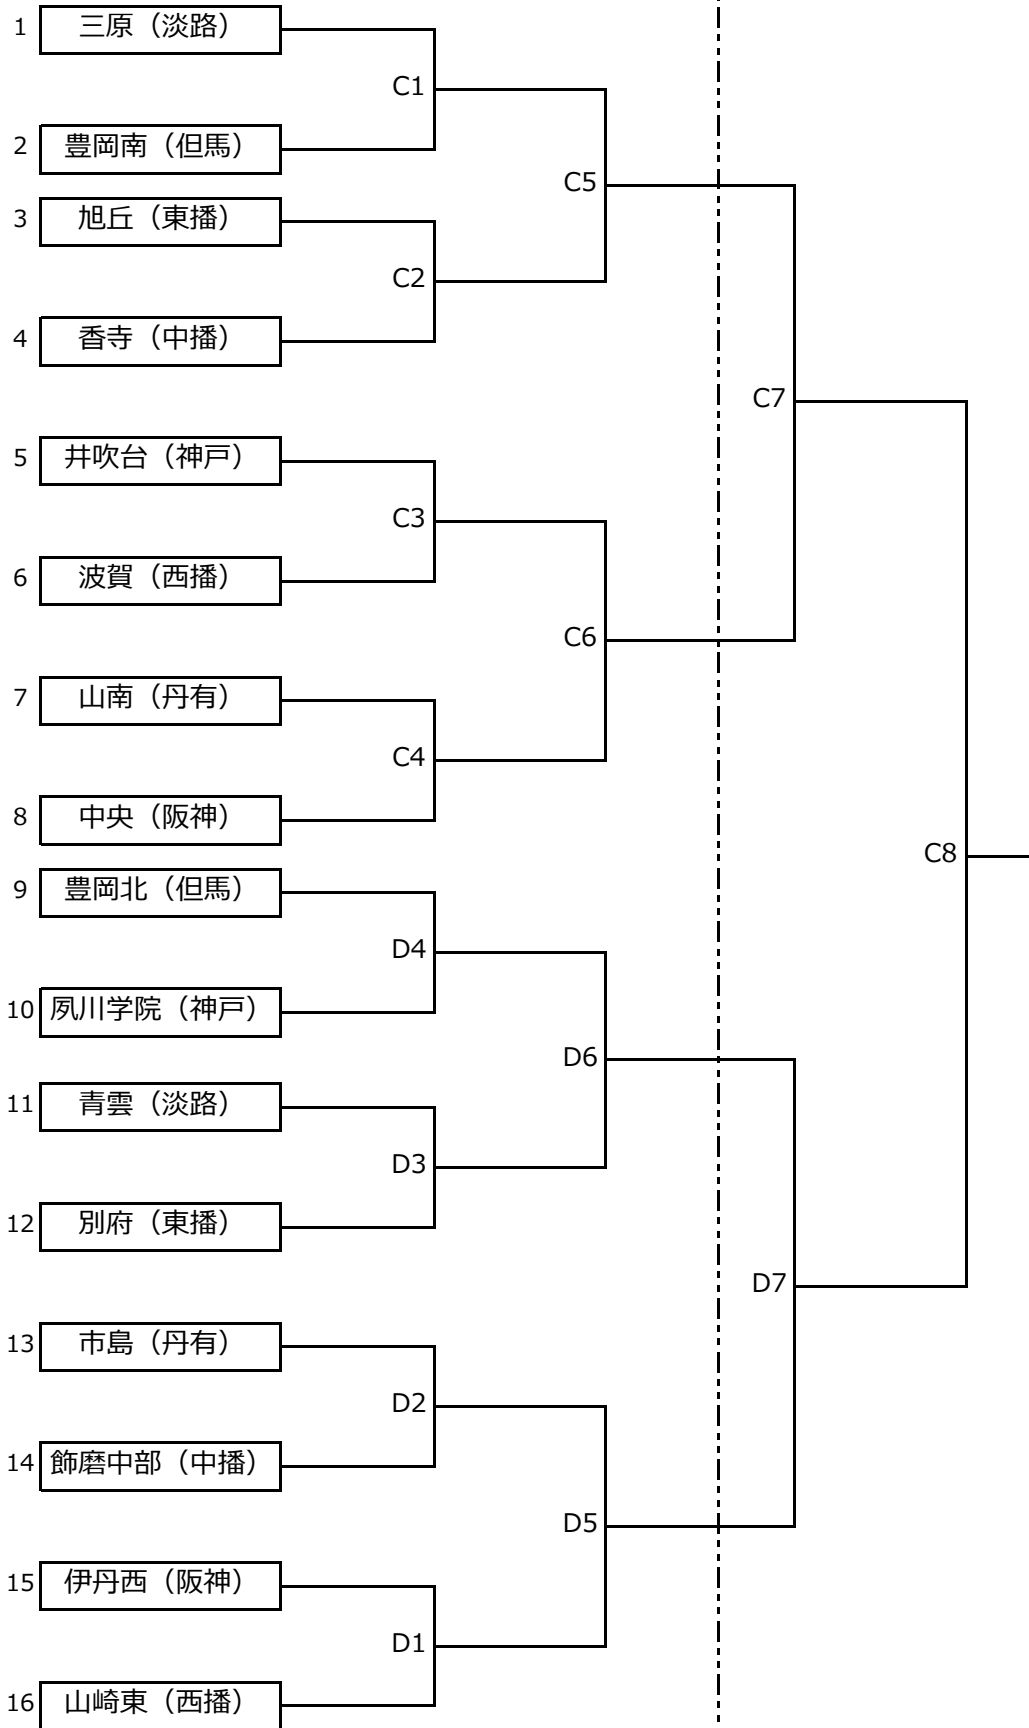 1 三原（淡路）
C1
2 豊岡南（但馬）
C5
3 旭丘（東播）
C2
4 香寺（中播）
C7
5 井吹台（神戸）
C3
6 波賀（西播）
C6
7 山南（丹有）
C4
8 中央（阪神）
C8
9 豊岡北（但馬）
D4
10 夙川学院（神戸）
D6
11 青雲（淡路）
D3
12 別府（東播）
D7
13 市島（丹有）
D2
14 飾磨中部（中播）
D5
15 伊丹西（阪神）
D1
16 山崎東（西播）